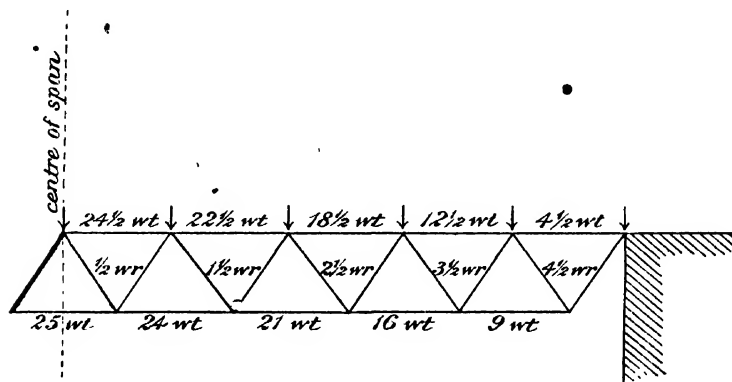 centre of span
24½ wt 22½ wt 18½ wt 12½ wt 4½ wt
½ wr 1½ wr 2½ wr 3½ wr 4½ wr
25 wt 24 wt 21 wt 16 wt 9 wt